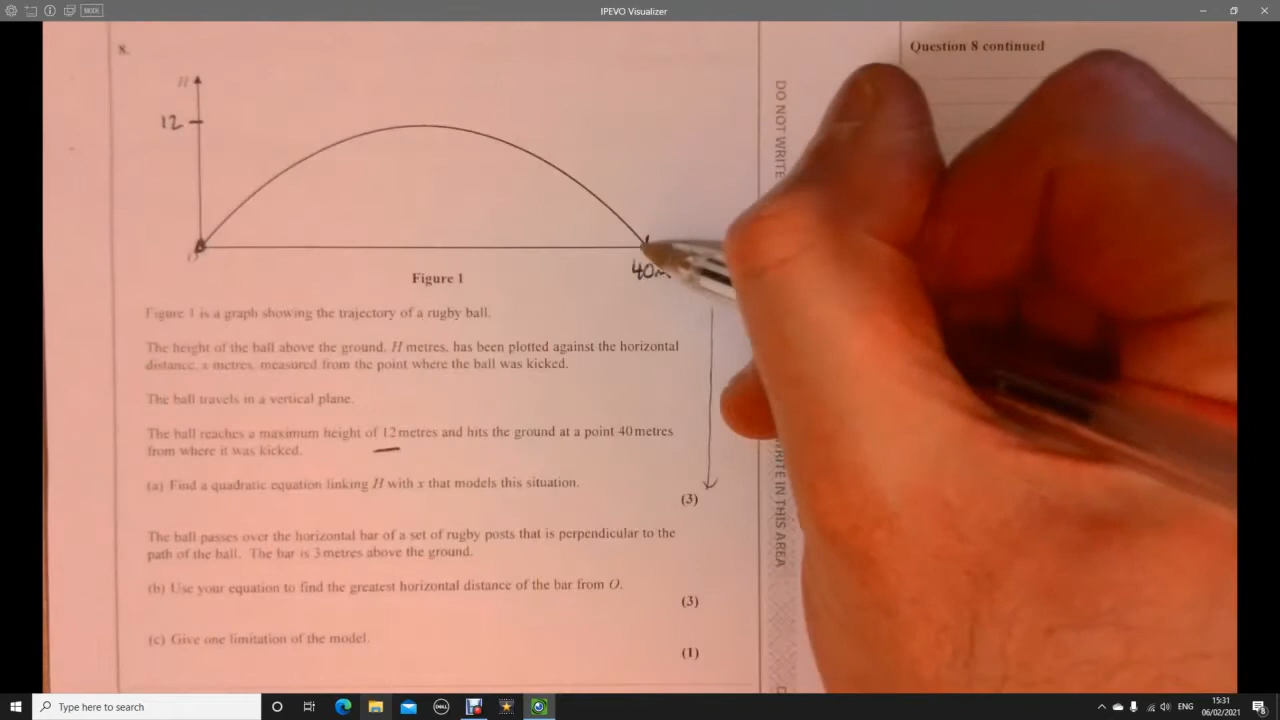 IPEVO Visualizer
MODE
8.
Question 8 continued
H
12
DO NOT WRITE
WRITE IN THIS AREA
O
Figure 1
Figure 1 is a graph showing the trajectory of a rugby ball.
The height of the ball above the ground, H metres, has been plotted against the horizontal
distance, x metres, measured from the point where the ball was kicked.
The ball travels in a vertical plane.
The ball reaches a maximum height of 12 metres and hits the ground at a point 40 metres
from where it was kicked.
(a) Find a quadratic equation linking H with x that models this situation.
(3)
The ball passes over the horizontal bar of a set of rugby posts that is perpendicular to the
path of the ball. The bar is 3 metres above the ground.
(b) Use your equation to find the greatest horizontal distance of the bar from O.
(3)
(c) Give one limitation of the model.
(1)
Type here to search
DELL
ENG
15:31
06/02/2021
8